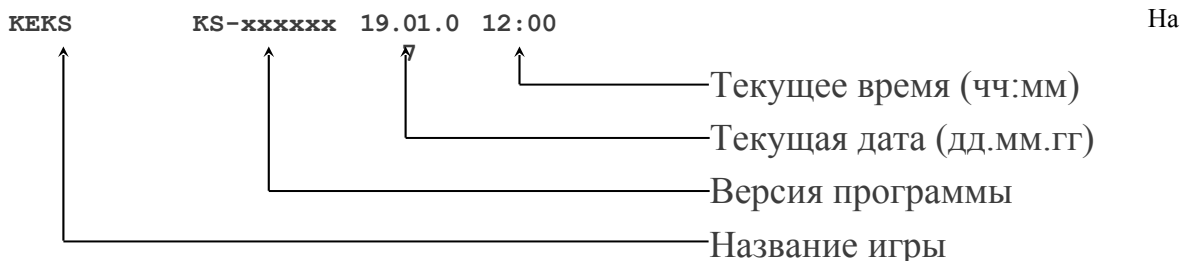 KEKS KS-xxxxxx 19.01.0 12:00 На
7
Текущее время (чч:мм)
Текущая дата (дд.мм.гг)
Версия программы
Название игры